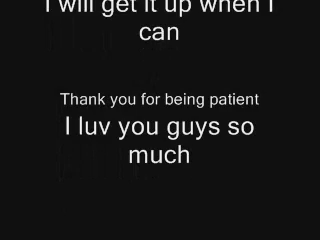 I will get it up when I
can
Thank you for being patient
I luv you guys so
much